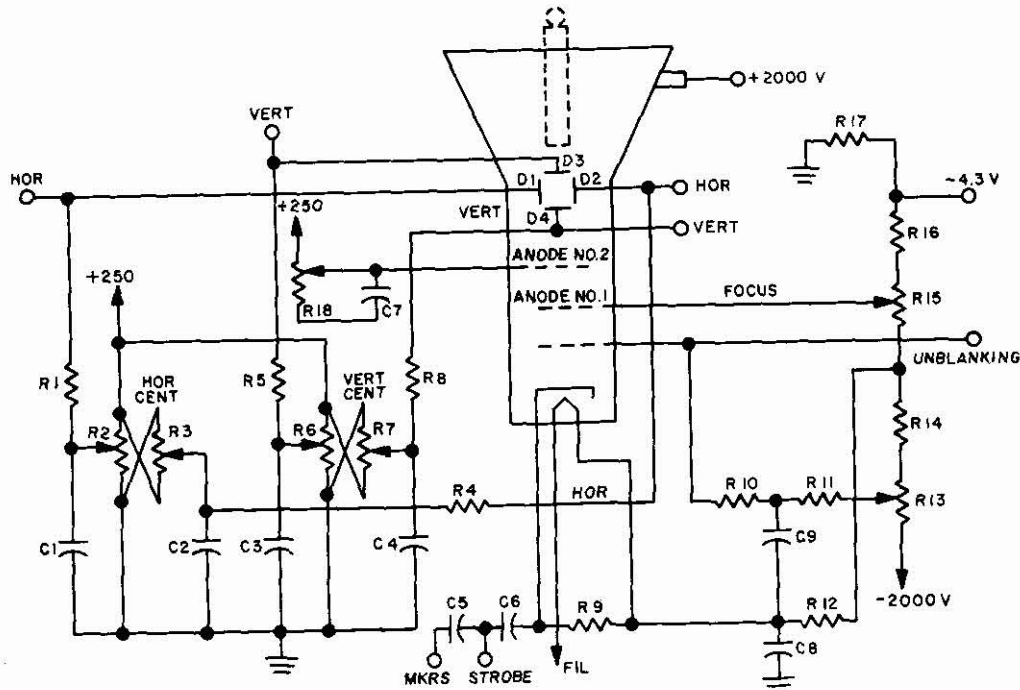 +2000 V
VERT
R17
HOR
D3
D1
D2
HOR
~4.3 V
VERT
D4
VERT
+250
R16
ANODE NO.2
+250
ANODE NO.1
FOCUS
R15
R18
C7
UNBLANKING
R1
HOR
CENT
R5
VERT
CENT
R8
R2
R3
R6
R7
R14
R4
HOR
R10
R11
R13
C1
C2
C3
C4
C9
-2000 V
C5
C6
R9
R12
C8
MKRS
STROBE
FIL